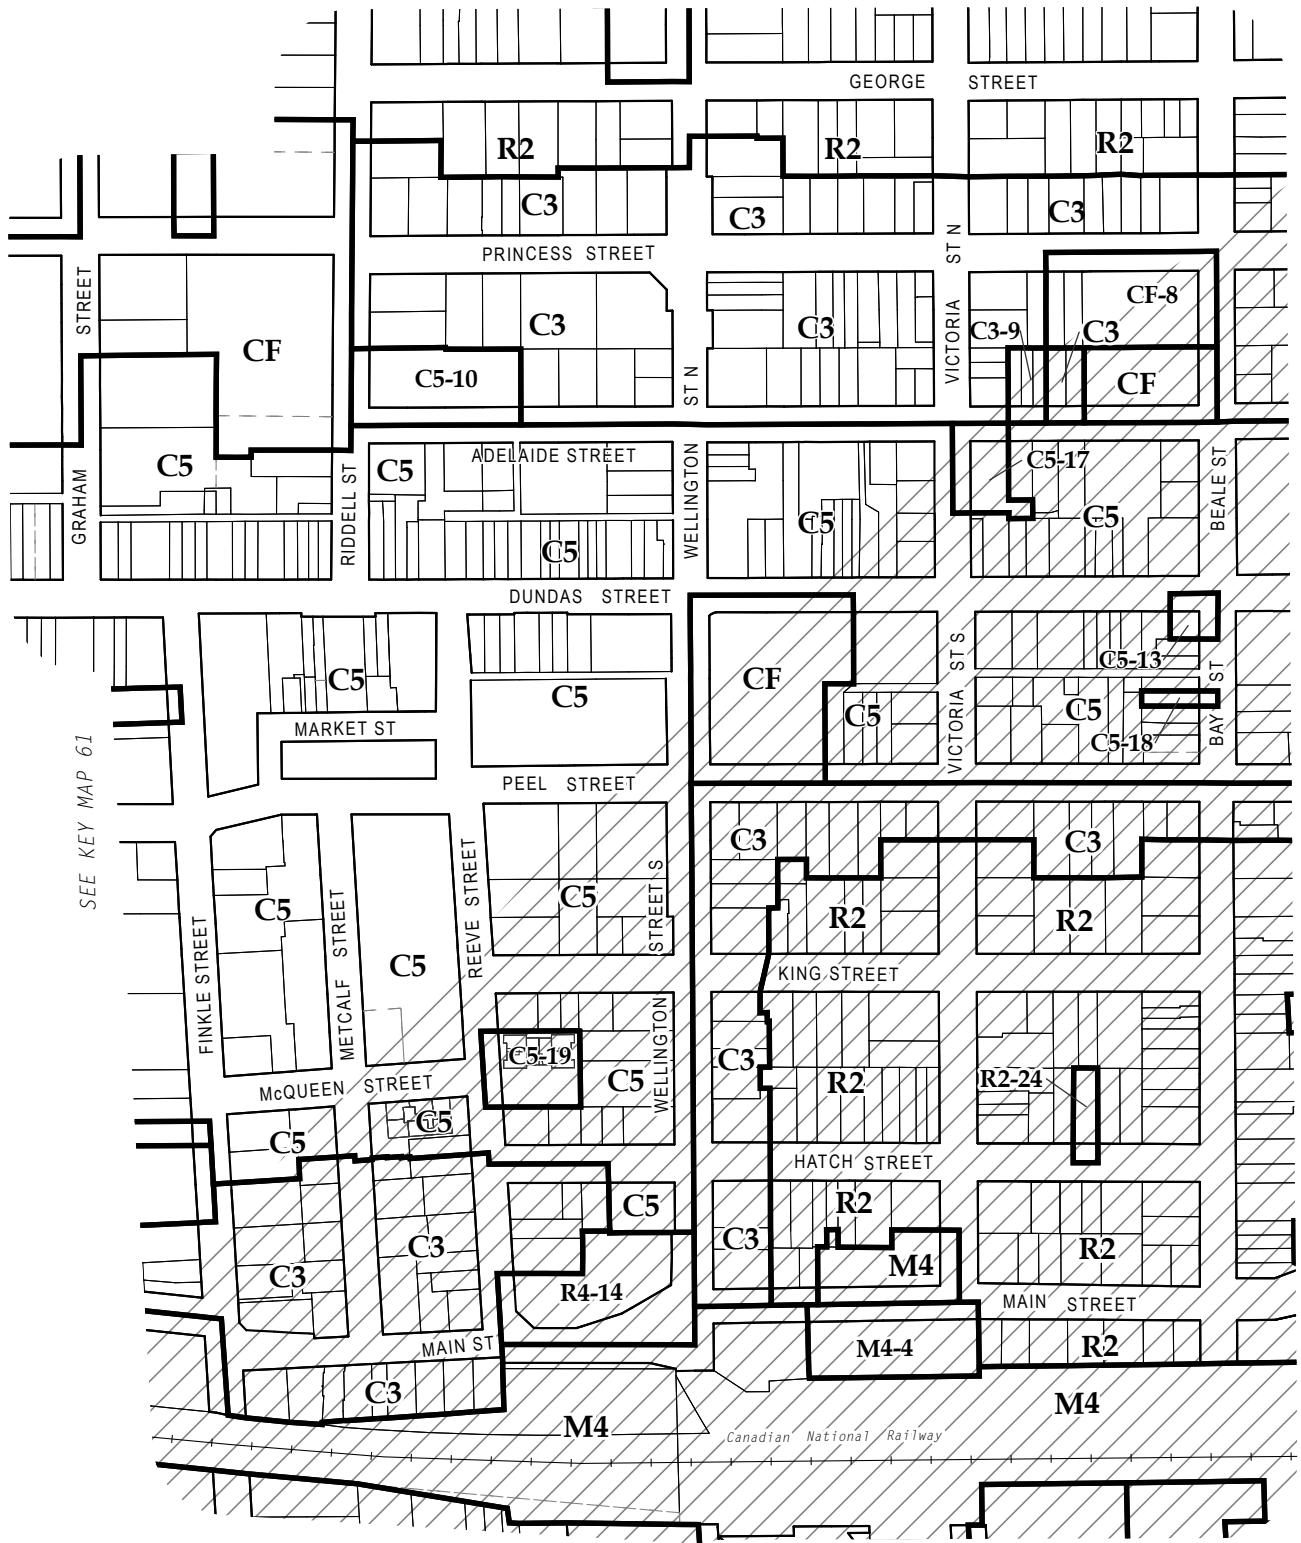 GEORGE STREET
R2 R2 R2
C3 C3 C3
PRINCESS STREET
ST N
STREET
CF-8
C3 C3 C3-9 C3
CF
VICTORIA
C5-10
CF
ST N
ADELAIDE STREET
C5 C5
C5-17
GRAHAM
RIDDELL ST
WELLINGTON
BEALE ST
C5 C5 C5
DUNDAS STREET
VICTORIA ST S
C5-13
CF
C5 C5
C5 C5
BAY ST
MARKET ST
C5-18
PEEL STREET
SEE KEY MAP 61
C3 C3
C5 C5
R2 R2
STREET S
REEVE STREET
METCALF STREET
FINKLE STREET
C5
KING STREET
C5-19
C5
C3
R2
R2-24
WELLINGTON
McQUEEN STREET
C5 C5
HATCH STREET
C5
R2
C3
C3 C3
M4
R2
R4-14
MAIN STREET
MAIN ST
M4-4
R2
C3
M4
M4
Canadian National Railway